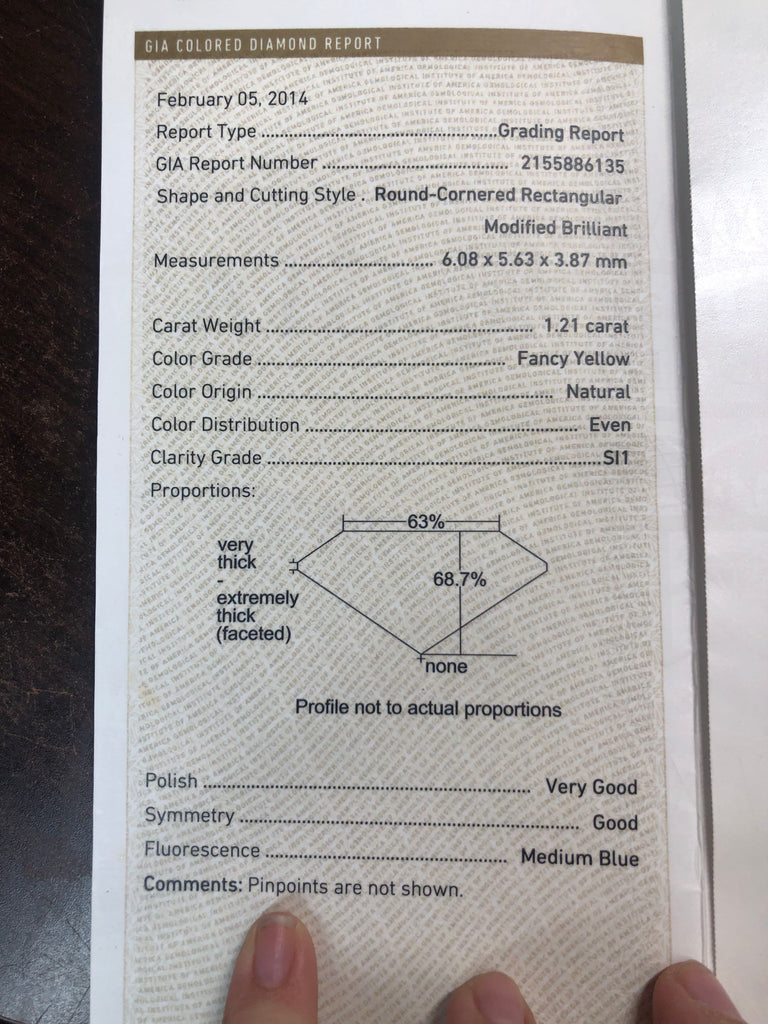 GIA COLORED DIAMOND REPORT
February 05, 2014
Report Type ................................................Grading Report
GIA Report Number ...................................... 2155886135
Shape and Cutting Style . Round-Cornered Rectangular
Modified Brilliant
Measurements .............................. 6.08 x 5.63 x 3.87 mm
Carat Weight ...................................................... 1.21 carat
Color Grade .................................................. Fancy Yellow
Color Origin ............................................................ Natural
Color Distribution ....................................................... Even
Clarity Grade ...................................................................SI1
Proportions:
63%
very
thick
-
extremely
thick
(faceted)
68.7%
none
Profile not to actual proportions
Polish ................................................................. Very Good
Symmetry .................................................................... Good
Fluorescence ................................................ Medium Blue
Comments: Pinpoints are not shown.